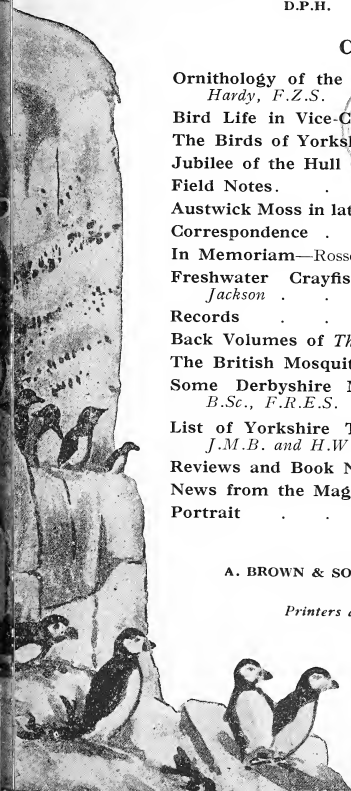 D.P.H.
C
Ornithology of the
Hardy, F.Z.S.
Bird Life in Vice-C
The Birds of Yorksh
Jubilee of the Hull
Field Notes. .
Austwick Moss in lat
Correspondence .
In Memoriam—Rosse
Freshwater Crayfis
Jackson . .
Records . .
Back Volumes of Th
The British Mosquit
Some Derbyshire M
B.Sc., F.R.E.S.
List of Yorkshire T
J.M.B. and H.W
Reviews and Book N
News from the Mag
Portrait . .
A. BROWN & SO
Printers a